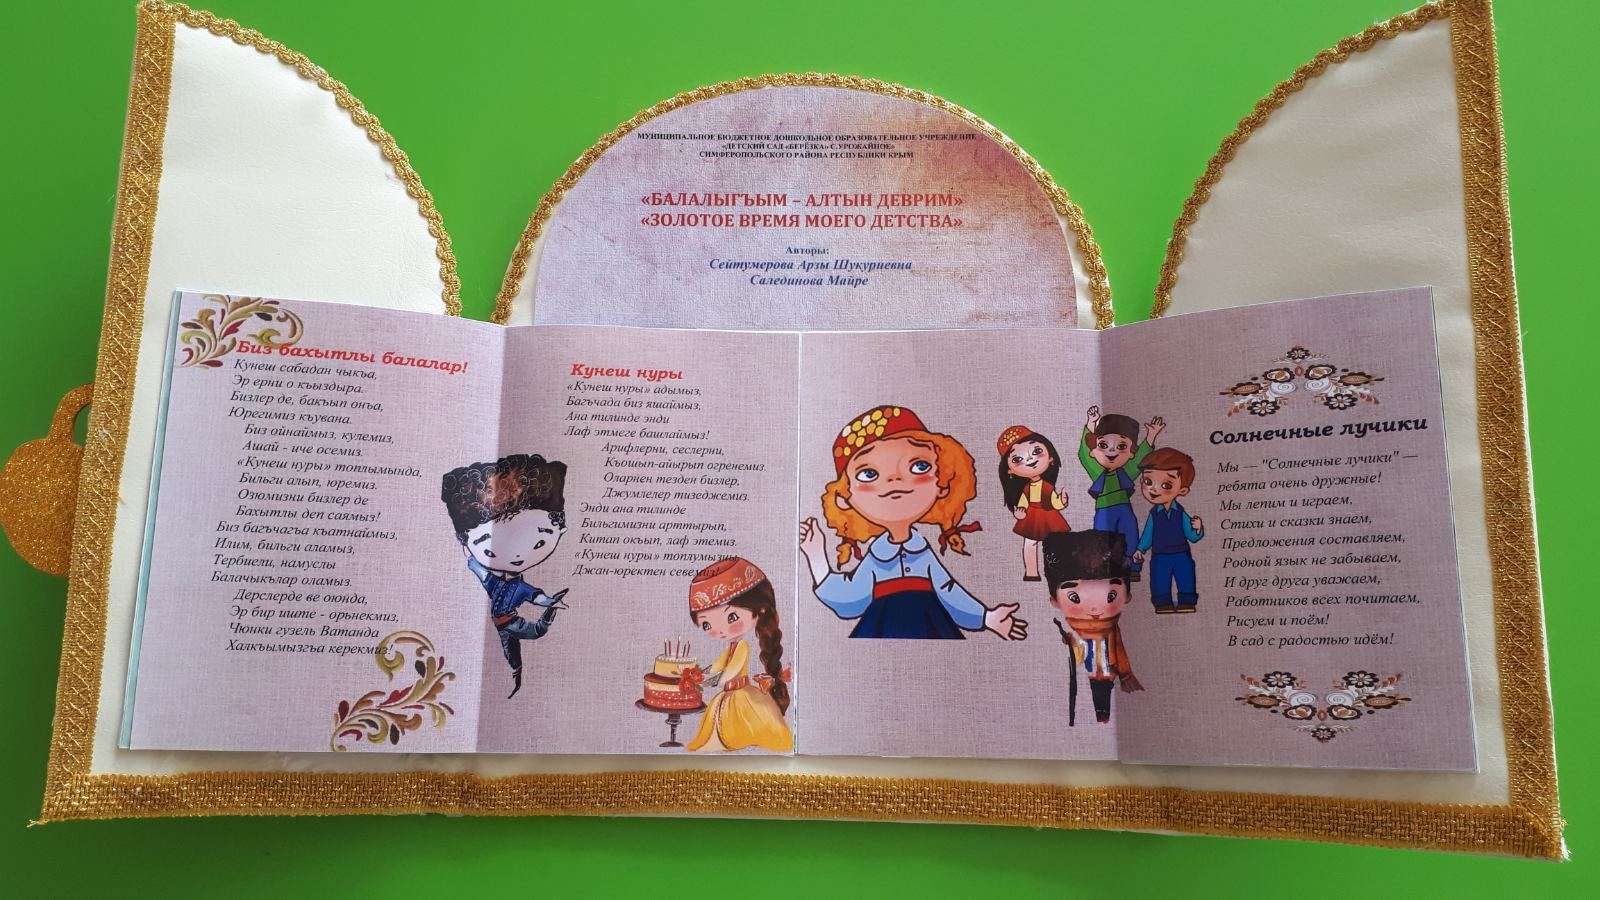 МУНИЦИПАЛЬНОЕ БЮДЖЕТНОЕ ДОШКОЛЬНОЕ ОБРАЗОВАТЕЛЬНОЕ УЧРЕЖДЕНИЕ
«ДЕТСКИЙ САД «БЕРЁЗКА» С.УРОЖАЙНОЕ»
СИМФЕРОПОЛЬСКОГО РАЙОНА РЕСПУБЛИКИ КРЫМ
«БАЛАЛЫГЪЫМ – АЛТЫН ДЕВРИМ»
«ЗОЛОТОЕ ВРЕМЯ МОЕГО ДЕТСТВА»
Авторы:
Сейтумерова Арзы Шукуриевна
Салединова Майре
Биз бахытлы балалар!
Кунеш сабадан чыкъа,
Эр ерни о къыздыра.
Бизлер де, бакъып онъа,
Юрегимиз къувана.
Биз ойнаймыз, кулемиз,
Ашай - иче осемиз.
«Кунеш нуры» топлымында,
Бильги алып, юремиз.
Озюмизни бизлер де
Бахытлы деп саямыз!
Биз багъчагъа къатнаймыз,
Илим, бильги аламыз,
Тербиели, намуслы
Балачыкълар оламыз.
Дерслерде ве оюнда,
Эр бир иште - орьнекмиз,
Чюнки гузель Ватанда
Халкъымызгъа керекмиз!
Кунеш нуры
«Кунеш нуры» адымыз,
Багъчада биз яшаймыз,
Ана тилинде энди
Лаф этмеге башлаймыз!
Арифлерни, сеслерни,
Къошып-айырып огренемиз.
Оларнен тезден бизлер,
Джумлелер тизеджемиз.
Энди ана тилинде
Бильгимизни арттырып,
Китап окъып, лаф этемиз.
«Кунеш нуры» топлумызны
Джан-юректен севемиз!
Солнечные лучики
Мы — "Солнечные лучики" —
ребята очень дружные!
Мы лепим и играем,
Стихи и сказки знаем,
Предложения составляем,
Родной язык не забываем,
И друг друга уважаем,
Работников всех почитаем,
Рисуем и поём!
В сад с радостью идём!